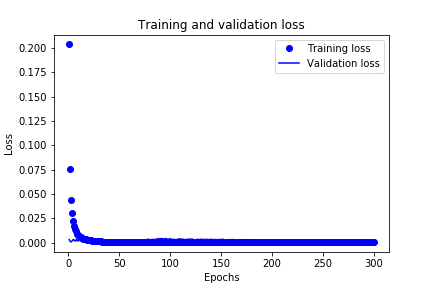 Training and validation loss
Training loss
Validation loss
Loss
0.200
0.175
0.150
0.125
0.100
0.075
0.050
0.025
0.000
0 50 100 150 200 250 300
Epochs